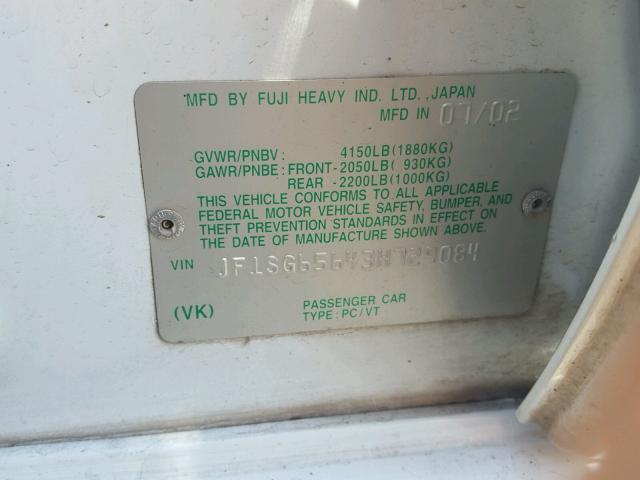 MFD BY FUJI HEAVY IND. LTD., JAPAN
MFD IN 07/02
GVWR/PNBV: 4150LB(1880KG)
GAWR/PNBE: FRONT-2050LB( 930KG)
REAR -2200LB(1000KG)
THIS VEHICLE CONFORMS TO ALL APPLICABLE
FEDERAL MOTOR VEHICLE SAFETY, BUMPER, AND
THEFT PREVENTION STANDARDS IN EFFECT ON
THE DATE OF MANUFACTURE SHOWN ABOVE.
VIN JF1SG65643H729084
(VK) PASSENGER CAR
TYPE: PC/VT